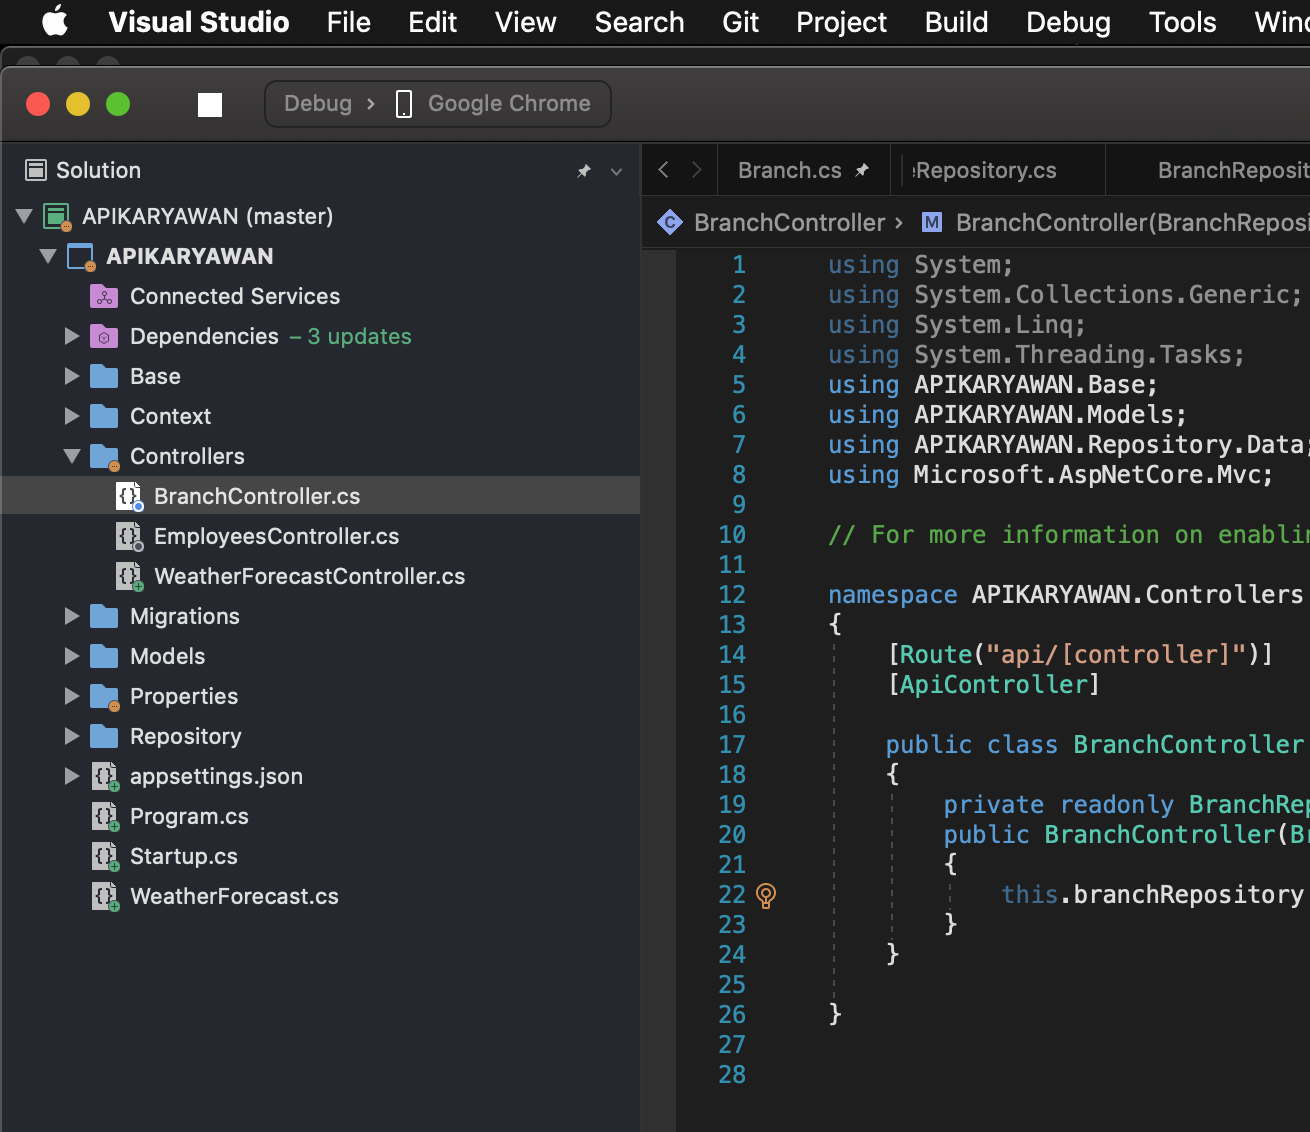 Visual Studio File Edit View Search Git Project Build Debug Tools
Debug › Google Chrome
Solution
APIKARYAWAN (master)
APIKARYAWAN
Connected Services
Dependencies – 3 updates
Base
Context
Controllers
BranchController.cs
EmployeesController.cs
WeatherForecastController.cs
Migrations
Models
Properties
Repository
appsettings.json
Program.cs
Startup.cs
WeatherForecast.cs
Branch.cs eRepository.cs BranchReposit
BranchController › M BranchController(BranchReposi
1 using System;
2 using System.Collections.Generic;
3 using System.Linq;
4 using System.Threading.Tasks;
5 using APIKARYAWAN.Base;
6 using APIKARYAWAN.Models;
7 using APIKARYAWAN.Repository.Data;
8 using Microsoft.AspNetCore.Mvc;
9
10 // For more information on enablin
11
12 namespace APIKARYAWAN.Controllers
13 {
14 [Route("api/[controller]")]
15 [ApiController]
16
17 public class BranchController
18 {
19 private readonly BranchRep
20 public BranchController(Br
21 {
22 this.branchRepository
23 }
24 }
25
26 }
27
28